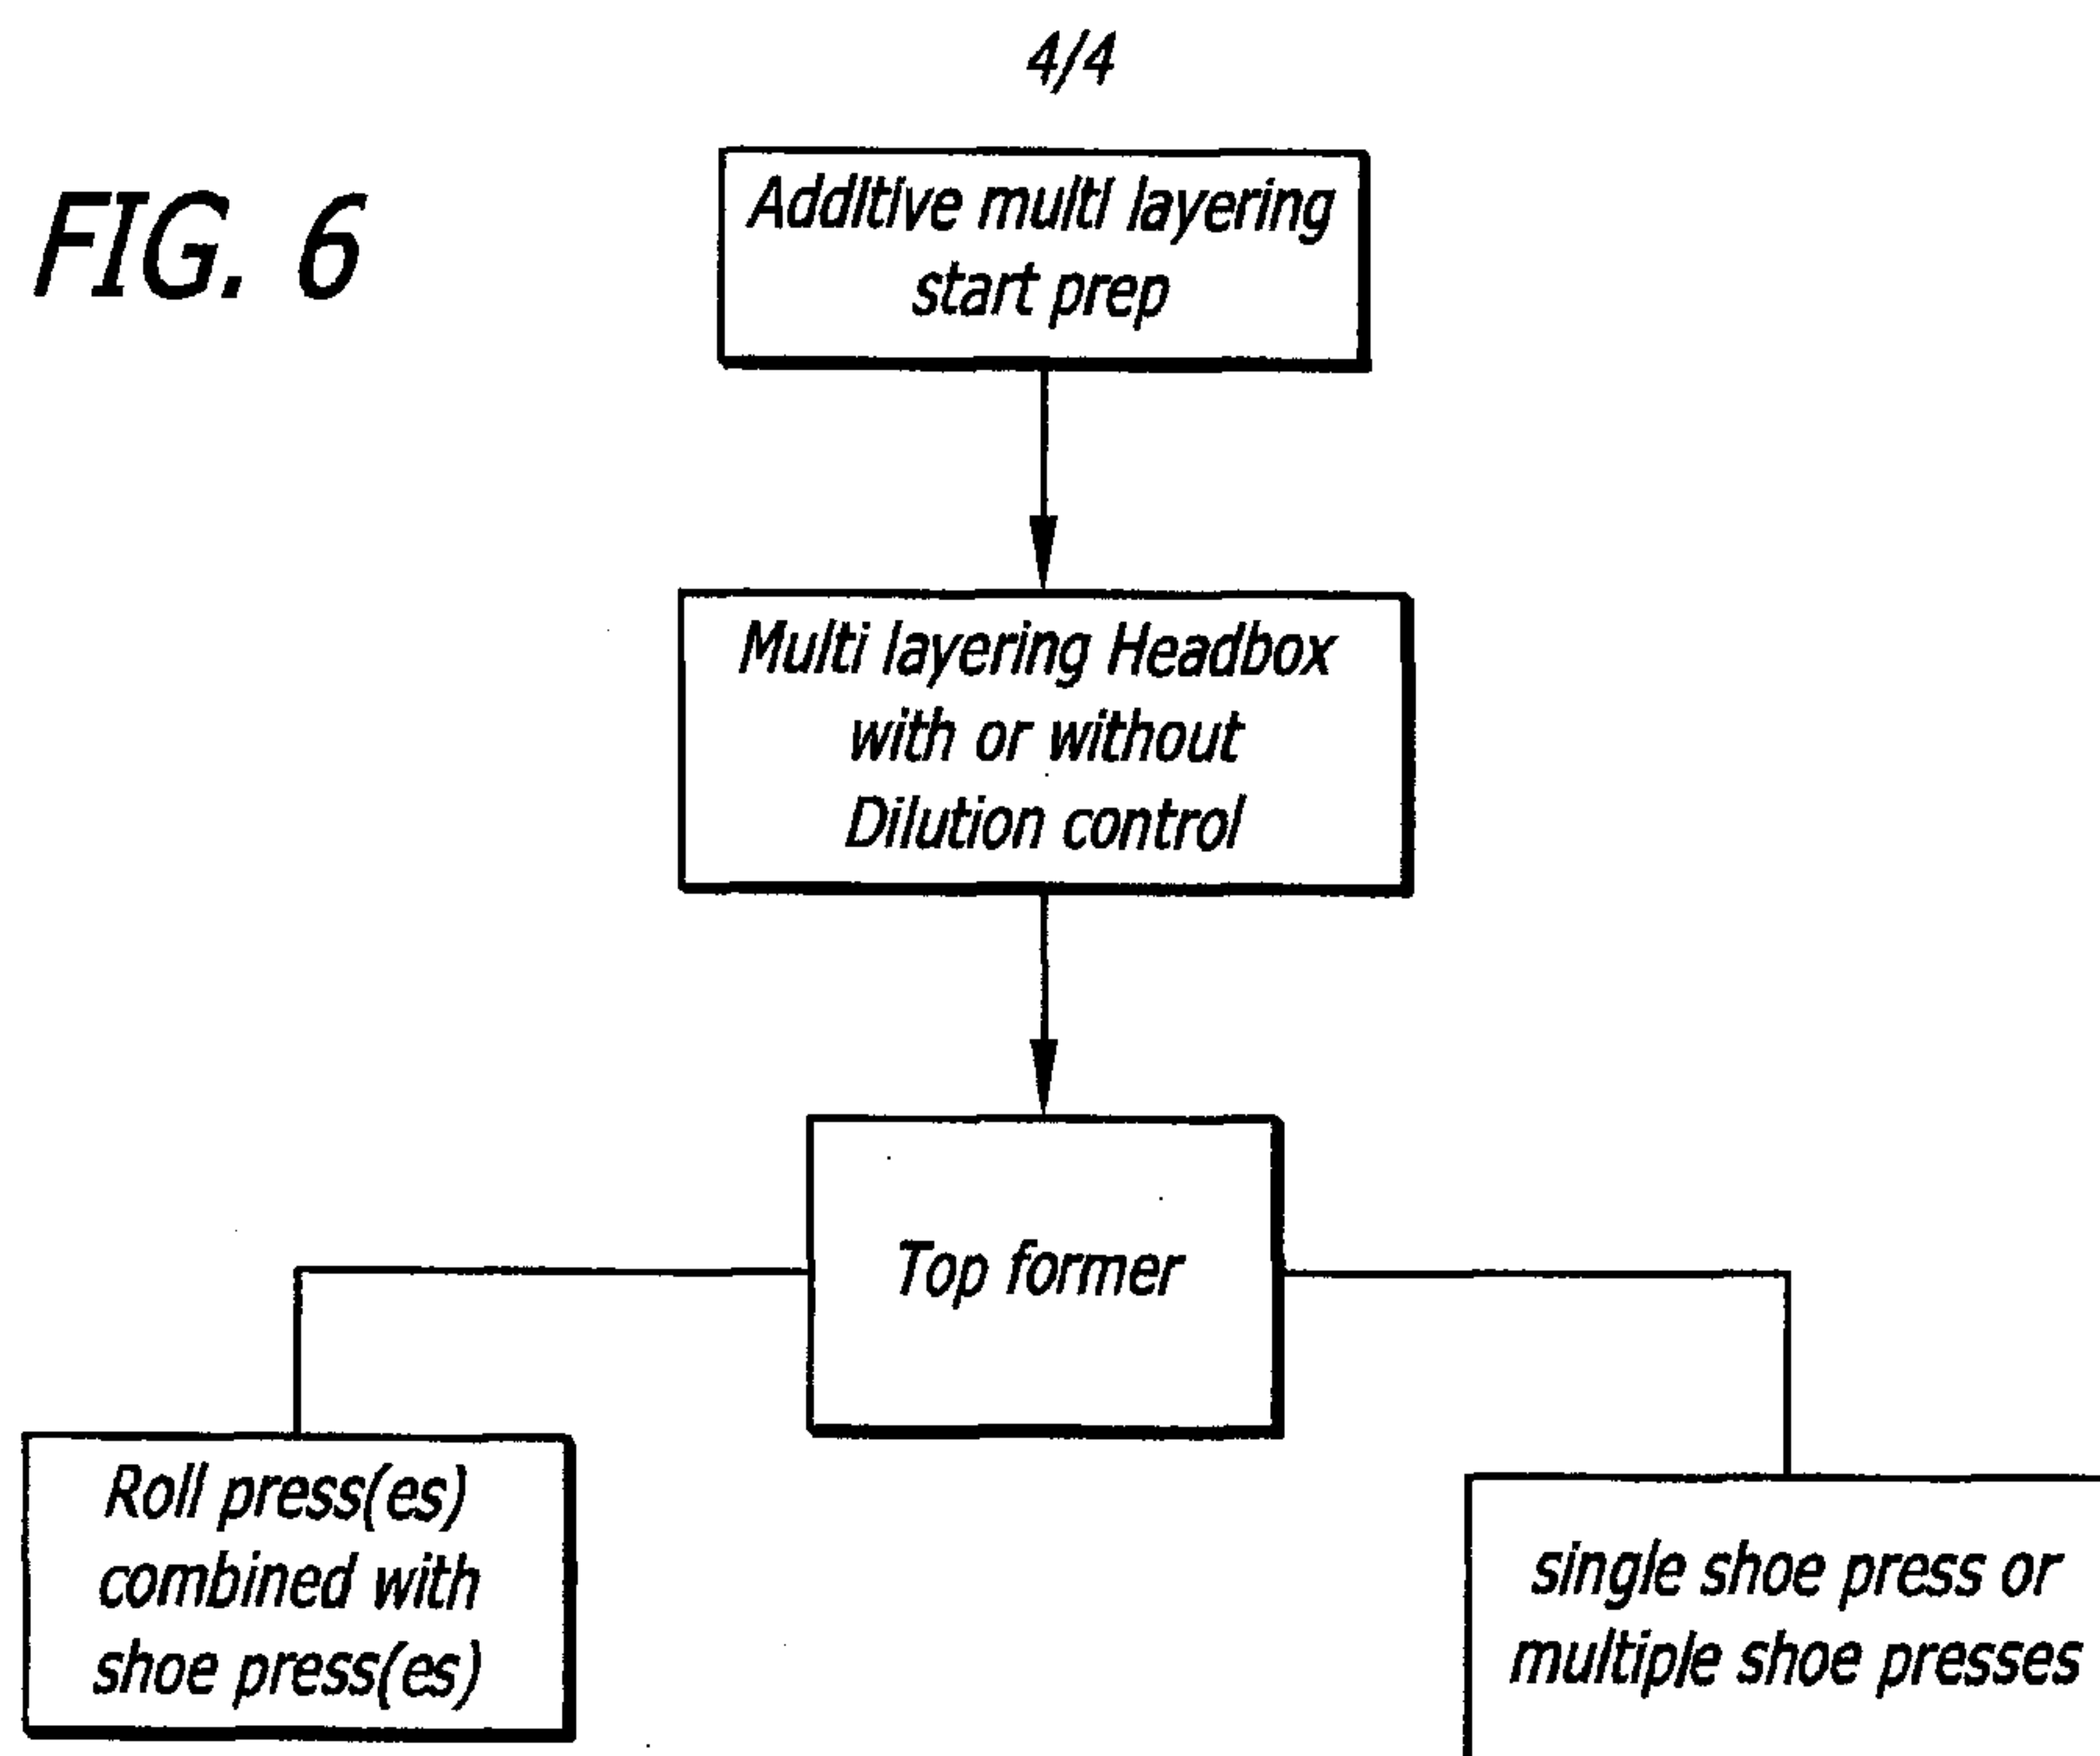 4/4
FIG. 6
Additive multi layering
start prep
Multi layering Headbox
with or without
Dilution control
Top former
Roll press(es)
combined with
shoe press(es)
single shoe press or
multiple shoe presses